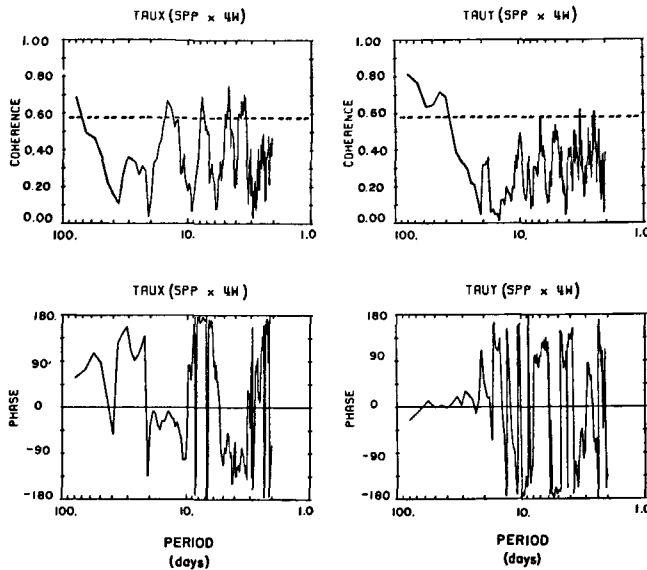 TAUX (SPP x 4W)
TAUY (SPP x 4W)
COHERENCE
1.00
0.80
0.60
0.40
0.20
0.00
100.
10.
1.0
COHERENCE
1.00
0.80
0.60
0.40
0.20
0.00
100.
10.
1.0
TAUX (SPP x 4W)
TAUY (SPP x 4W)
PHASE
180.
90.
0
-90.
-180
100.
10.
1.0
PERIOD
(days)
PHASE
180
90
0
-90
-180
100.
10.
1.0
PERIOD
(days)